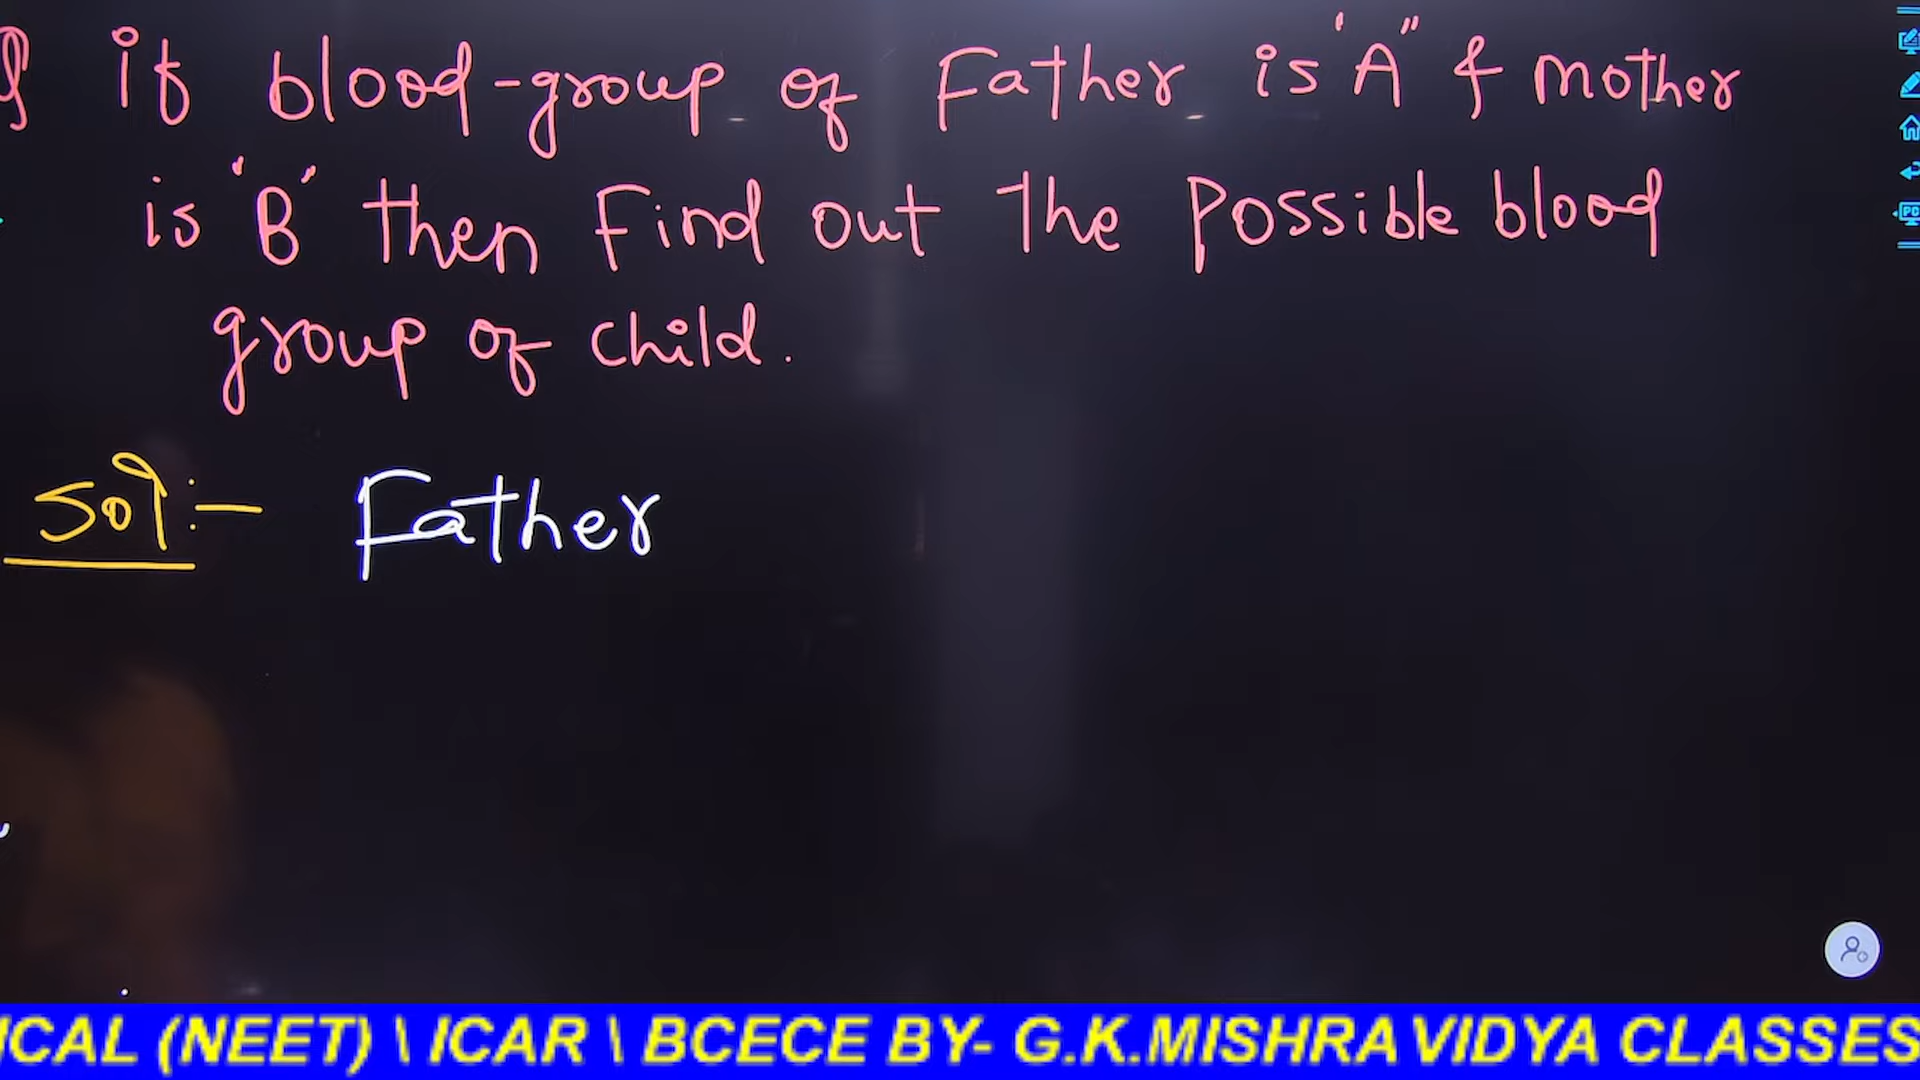 if blood-group of Father is "A" & mother
is "B" then Find out The Possible blood
group of child.
Sol:- Father
ICAL (NEET) \ ICAR \ BCECE BY- G.K.MISHRA VIDYA CLASSES